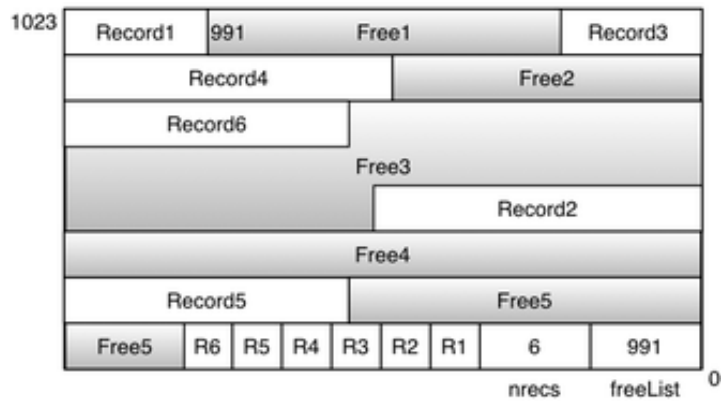 1023 Record1 991 Free1 Record3
Record4 Free2
Record6
Free3
Record2
Free4
Record5 Free5
Free5 R6 R5 R4 R3 R2 R1 6 991
0
nrecs freeList